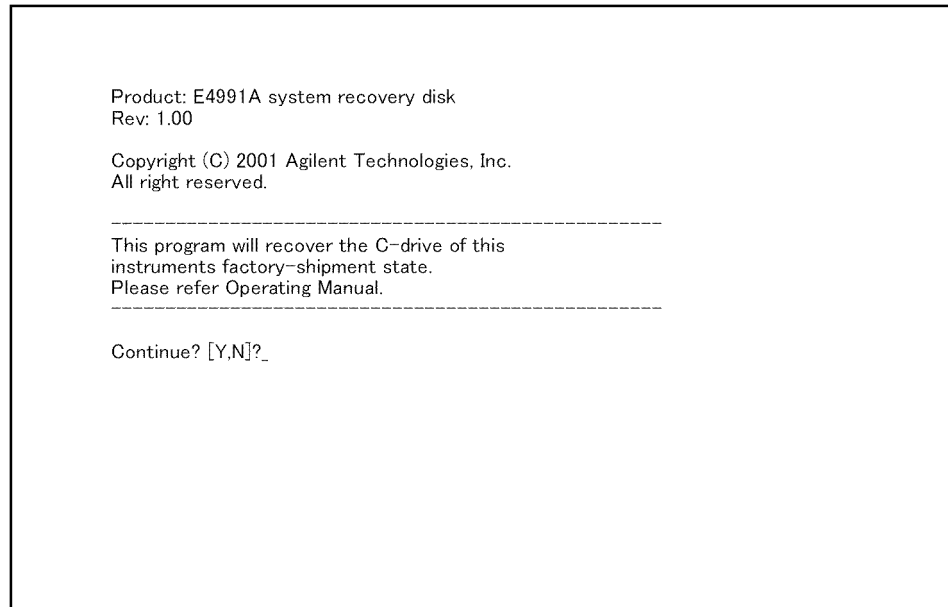 Product: E4991A system recovery disk
Rev: 1.00
Copyright (C) 2001 Agilent Technologies, Inc.
All right reserved.
---------------------------------------------------
This program will recover the C-drive of this
instruments factory-shipment state.
Please refer Operating Manual.
---------------------------------------------------
Continue? [Y,N]?_